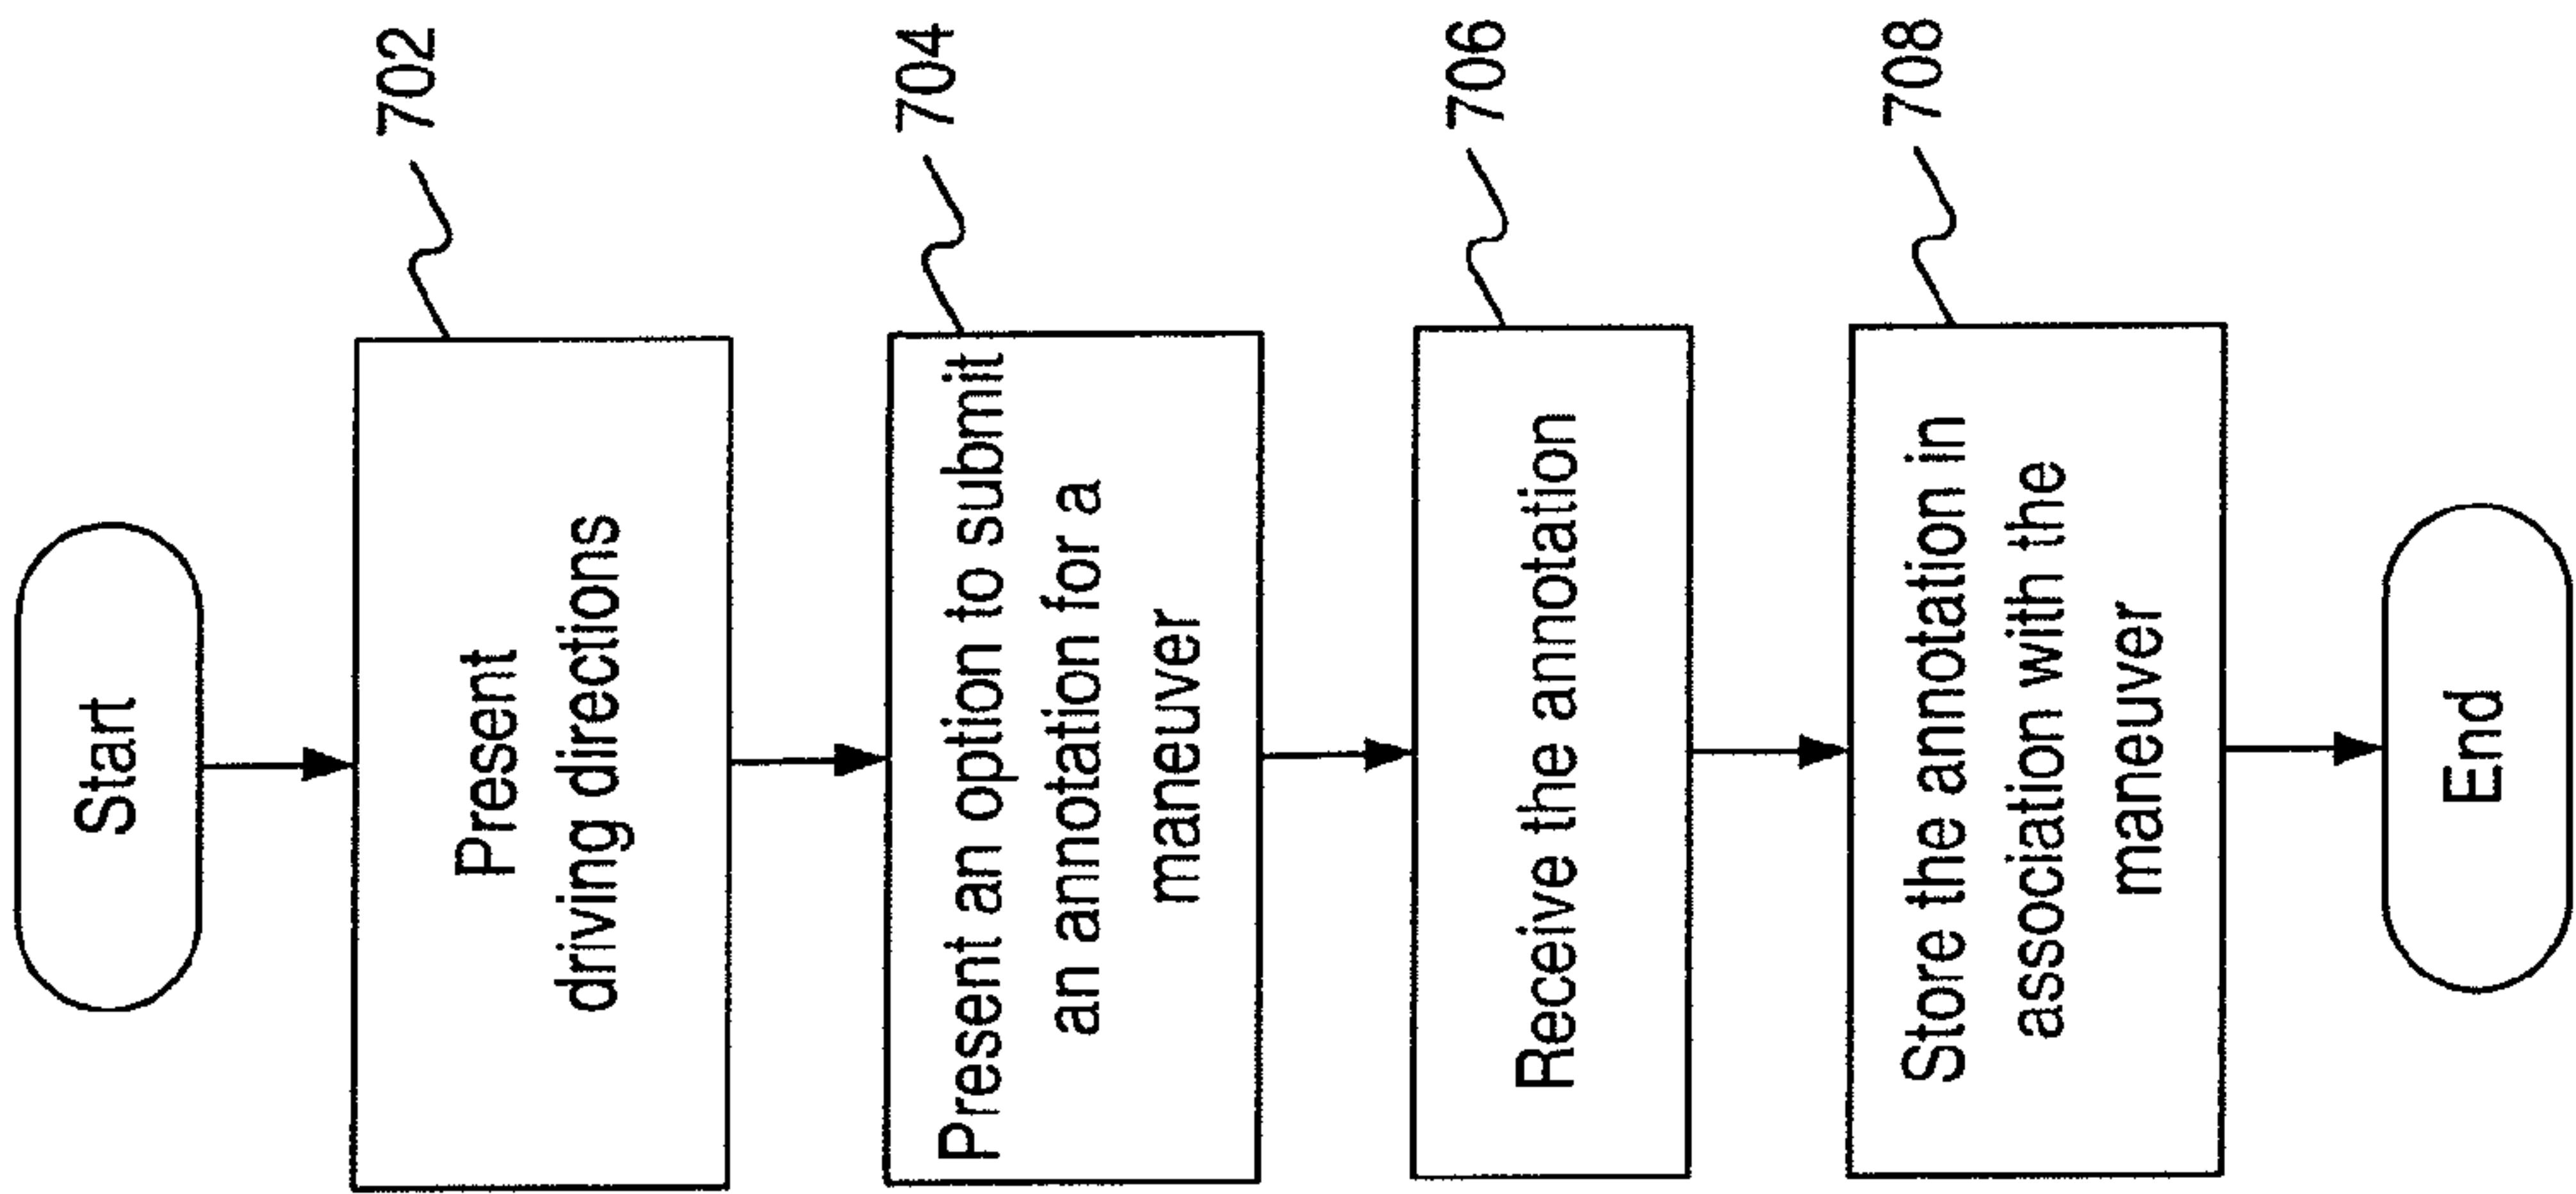 Start
Present
driving directions
702
Present an option to submit
an annotation for a
maneuver
704
Receive the annotation
706
Store the annotation in
association with the
maneuver
708
End